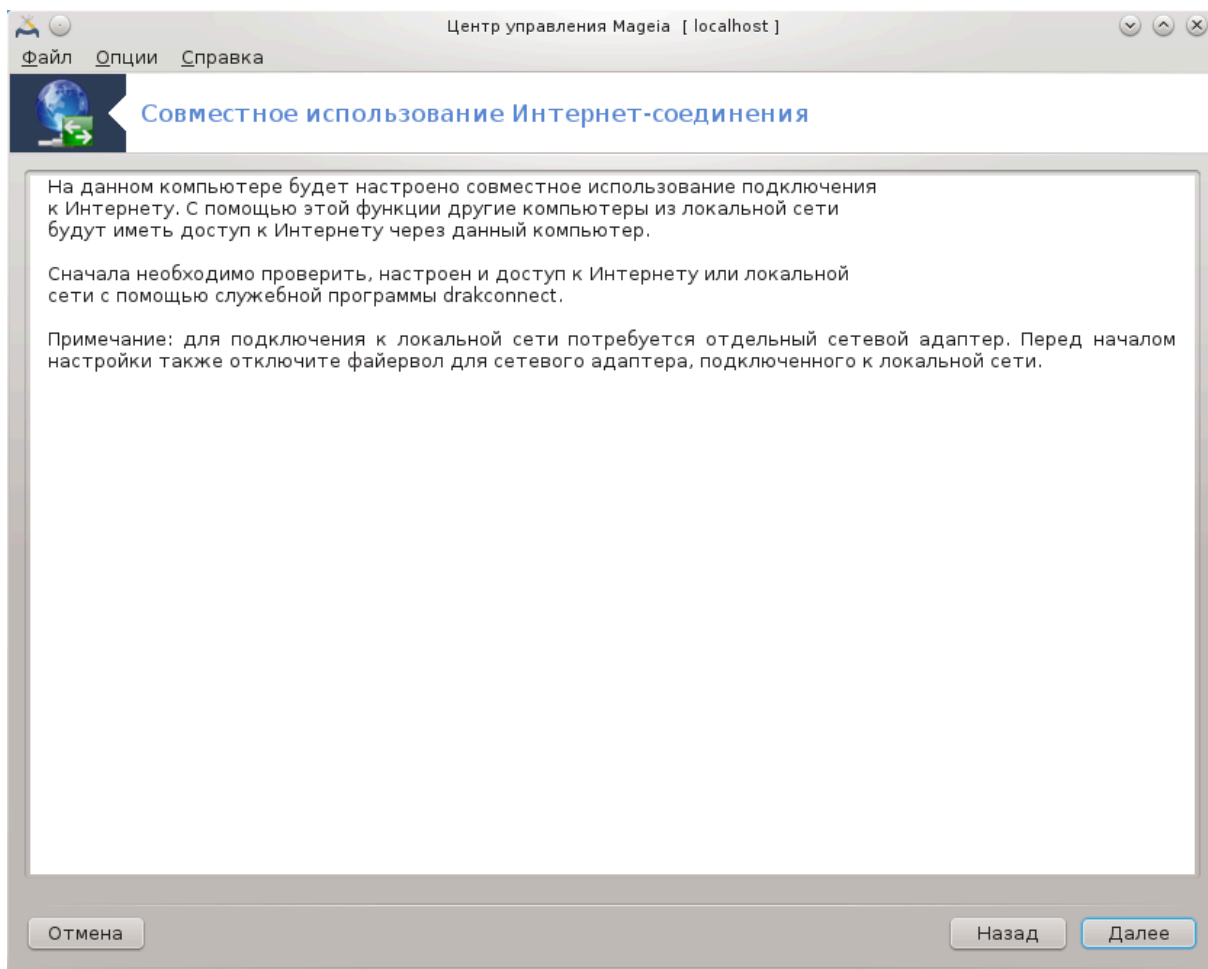 Центр управления Mageia [ localhost ]
Файл Опции Справка
Совместное использование Интернет-соединения
На данном компьютере будет настроено совместное использование подключения
к Интернету. С помощью этой функции другие компьютеры из локальной сети
будут иметь доступ к Интернету через данный компьютер.
Сначала необходимо проверить, настроен и доступ к Интернету или локальной
сети с помощью служебной программы drakconnect.
Примечание: для подключения к локальной сети потребуется отдельный сетевой адаптер. Перед началом
настройки также отключите файервол для сетевого адаптера, подключенного к локальной сети.
Отмена Назад Далее